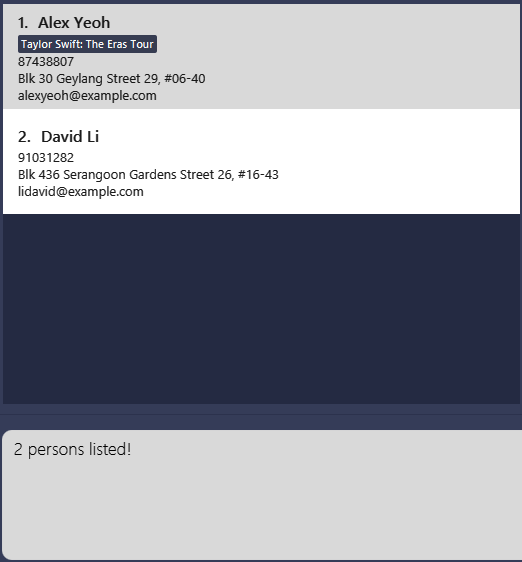 1. Alex Yeoh
Taylor Swift: The Eras Tour
87438807
Blk 30 Geylang Street 29, #06-40
alexyeoh@example.com
2. David Li
91031282
Blk 436 Serangoon Gardens Street 26, #16-43
lidavid@example.com
2 persons listed!